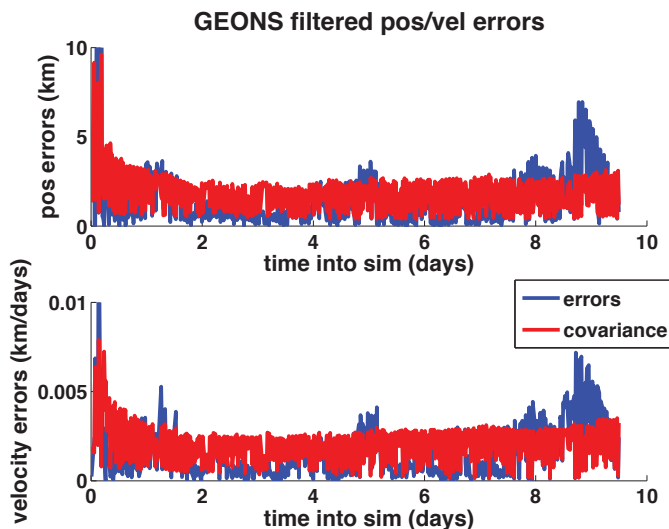 GEONS filtered pos/vel errors
10
5
0
pos errors (km)
0 2 4 6 8 10
time into sim (days)
0.01
0.005
0
velocity errors (km/days)
errors
covariance
0 2 4 6 8 10
time into sim (days)